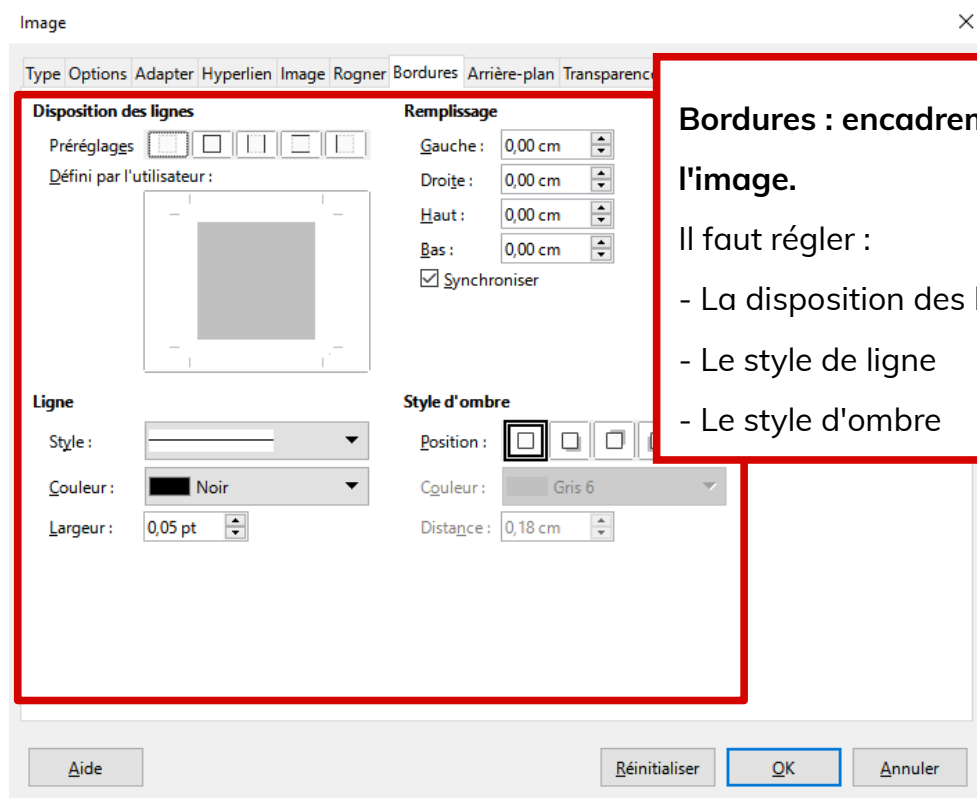 Image
Type Options Adapter Hyperlien Image Rogner Bordures Arrière-plan Transparence
Disposition des lignes
Préréglages
Défini par l'utilisateur :
Remplissage
Gauche : 0,00 cm
Droite : 0,00 cm
Haut : 0,00 cm
Bas : 0,00 cm
Synchroniser
Bordures :
l'image.
Il faut régler :
- La disposition des
- Le style de ligne
- Le style d'ombre
Ligne
Style :
Couleur : Noir
Largeur : 0,05 pt
Style d'ombre
Position :
Couleur : Gris 6
Distance : 0,18 cm
Aide
Réinitialiser
OK
Annuler